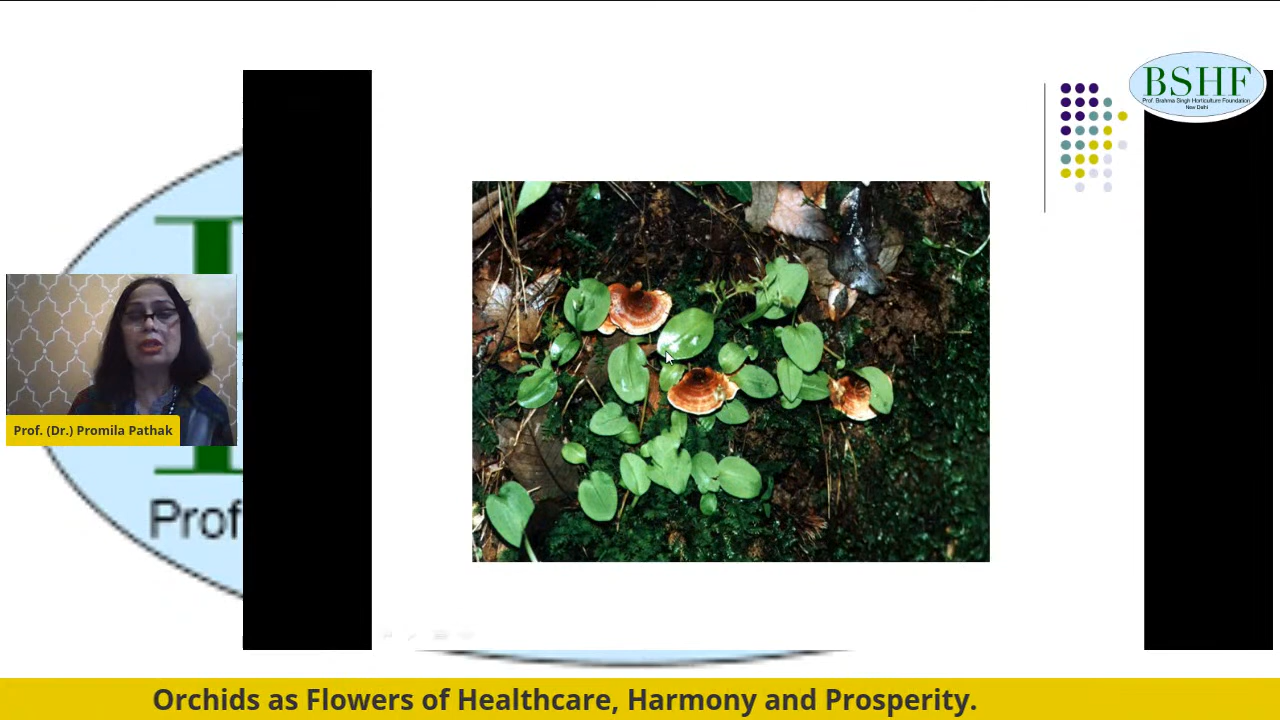 BSHF
Prof. Brahma Singh Horticulture Foundation
New Delhi
Prof. (Dr.) Promila Pathak
Prof
Orchids as Flowers of Healthcare, Harmony and Prosperity.